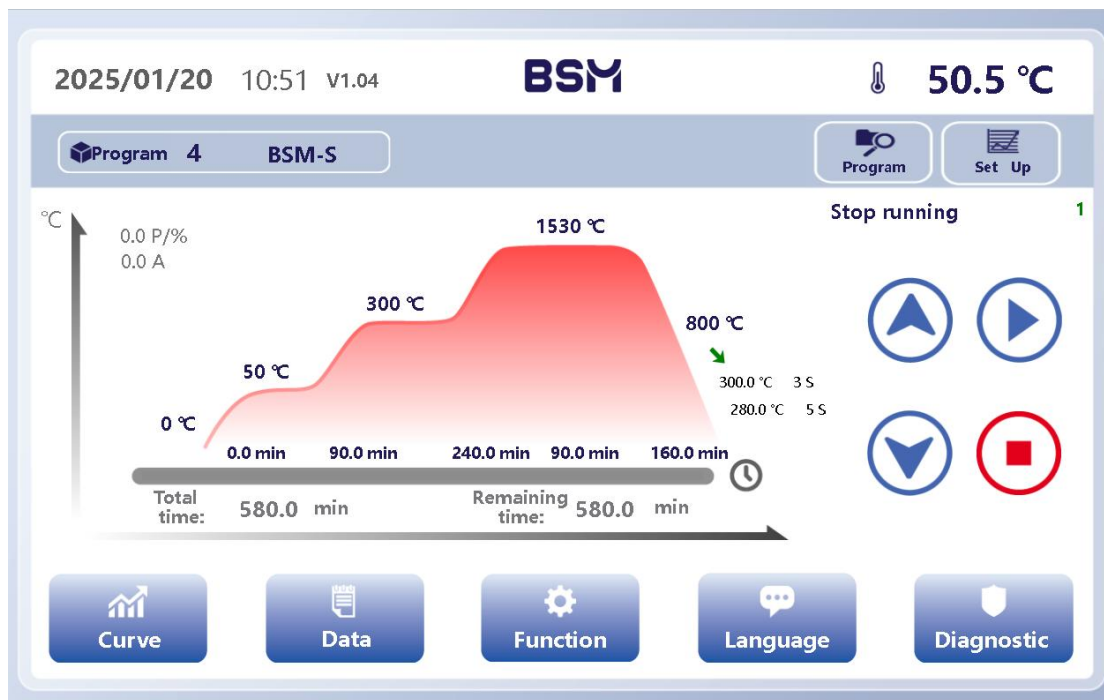 2025/01/20 10:51 V1.04 BSM 50.5 ℃
Program 4 BSM-S
Program
Set Up
Stop running 1
℃
0.0 P/%
0.0 A
1530 ℃
300 ℃
800 ℃
50 ℃
300.0 ℃ 3 S
280.0 ℃ 5 S
0 ℃
0.0 min 90.0 min 240.0 min 90.0 min 160.0 min
Total time: 580.0 min
Remaining time: 580.0 min
Curve
Data
Function
Language
Diagnostic